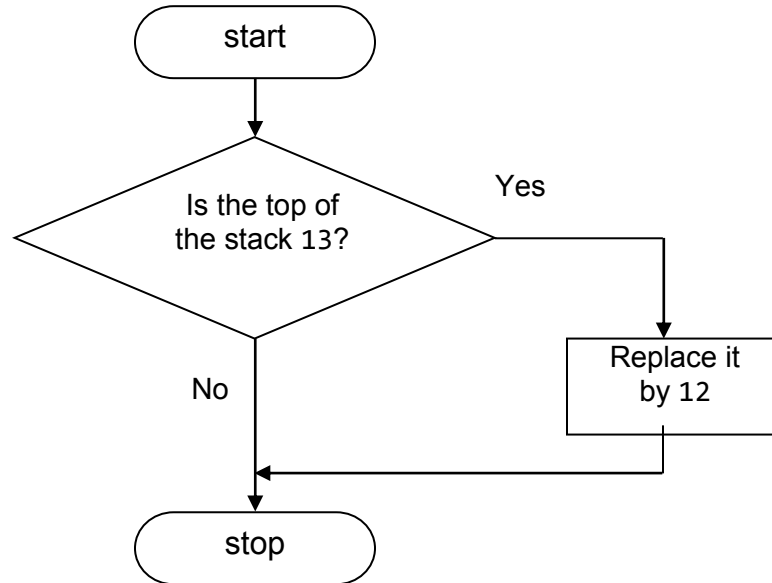 start
Is the top of
the stack 13?
Yes
No
Replace it
by 12
stop